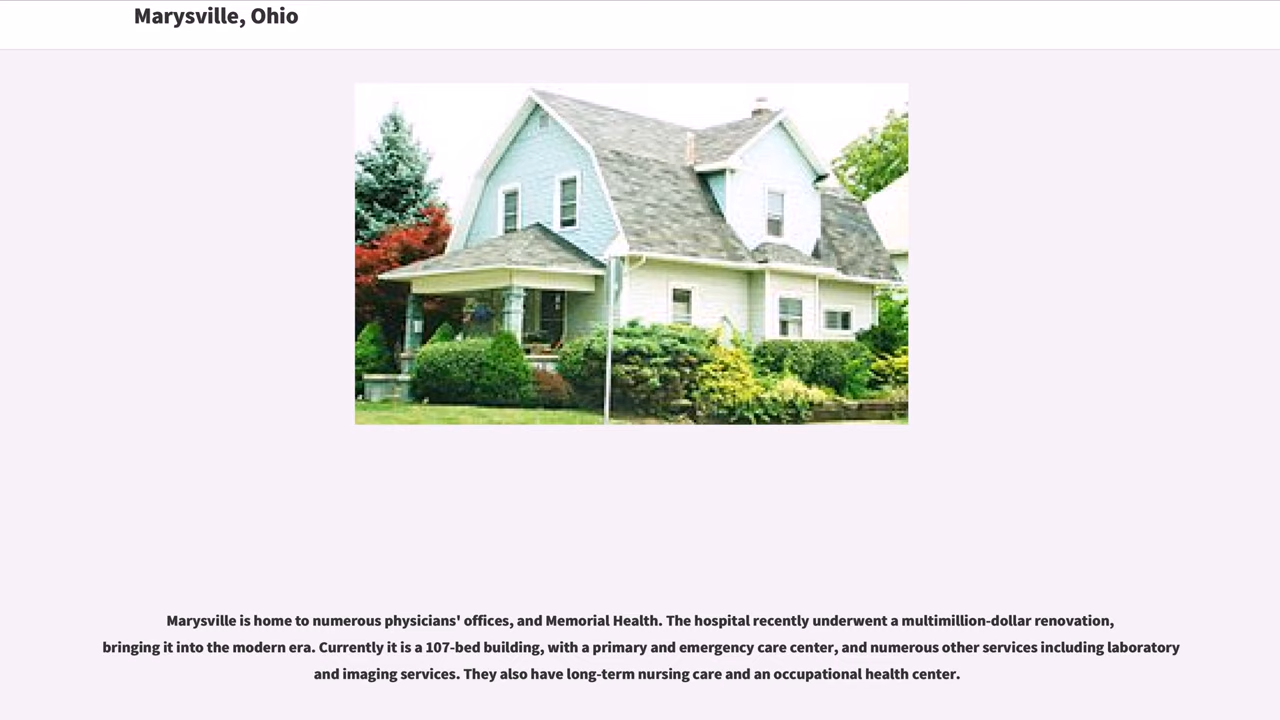 Marysville, Ohio
Marysville is home to numerous physicians' offices, and Memorial Health. The hospital recently underwent a multimillion-dollar renovation,
bringing it into the modern era. Currently it is a 107-bed building, with a primary and emergency care center, and numerous other services including laboratory
and imaging services. They also have long-term nursing care and an occupational health center.